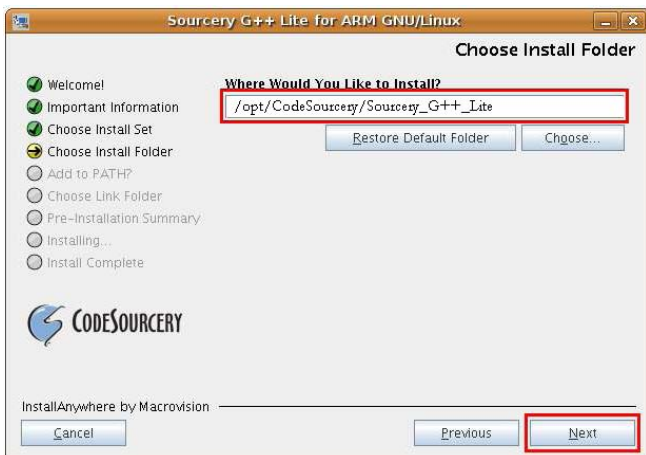 Sourcery G++ Lite for ARM GNU/Linux
Choose Install Folder
Welcome!
Important Information
Choose Install Set
Choose Install Folder
Add to PATH?
Choose Link Folder
Pre-Installation Summary
Installing...
Install Complete
Where Would You Like to Install?
/opt/CodeSourcery/Sourcery_G++_Lite
Restore Default Folder
Choose...
CODESOURCERY
InstallAnywhere by Macrovision
Cancel
Previous
Next